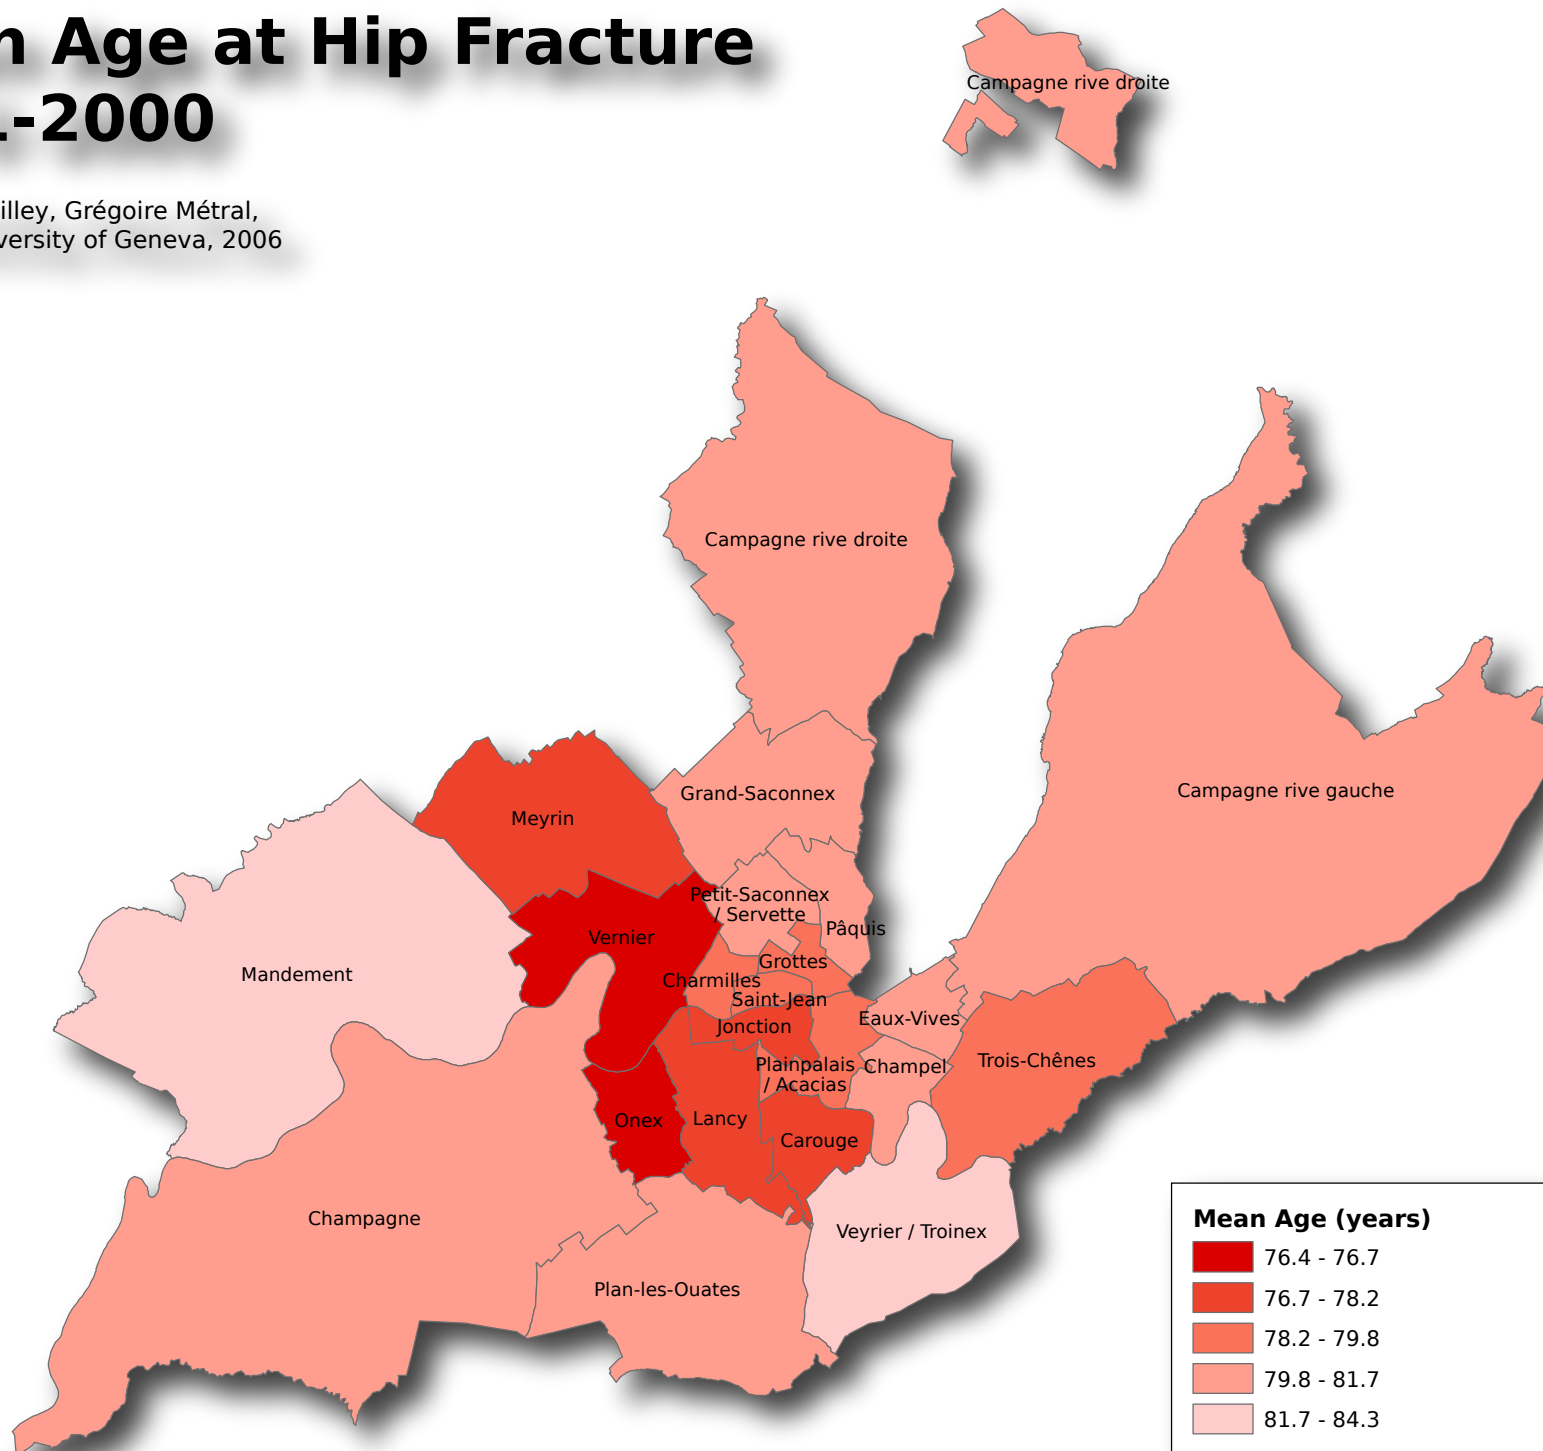 n Age at Hip Fracture
-2000
illey, Grégoire Métral,
versity of Geneva, 2006
Campagne rive droite
Campagne rive droite
Campagne rive gauche
Grand-Saconnex
Meyrin
Petit-Saconnex
/ Servette
Pâquis
Vernier
Grottes
Mandement
Charmilles
Saint-Jean
Eaux-Vives
Jonction
Trois-Chênes
Plainpalais
/ Acacias
Champel
Onex
Lancy
Carouge
Champagne
Veyrier / Troinex
Plan-les-Ouates
Mean Age (years)
76.4 - 76.7
76.7 - 78.2
78.2 - 79.8
79.8 - 81.7
81.7 - 84.3